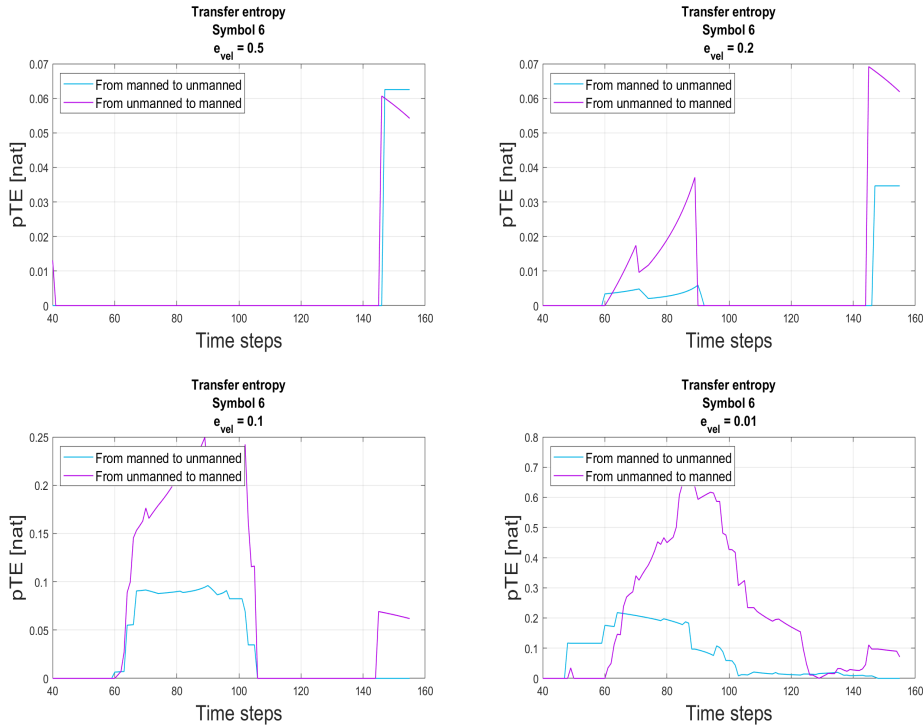 Transfer entropy
Symbol 6
e_vel = 0.5
0.07
0.06
0.05
0.04
0.03
0.02
0.01
0
pTE [nat]
From manned to unmanned
From unmanned to manned
40 60 80 100 120 140 160
Time steps
Transfer entropy
Symbol 6
e_vel = 0.2
0.07
0.06
0.05
0.04
0.03
0.02
0.01
0
pTE [nat]
From manned to unmanned
From unmanned to manned
40 60 80 100 120 140 160
Time steps
Transfer entropy
Symbol 6
e_vel = 0.1
0.25
0.2
0.15
0.1
0.05
0
pTE [nat]
From manned to unmanned
From unmanned to manned
40 60 80 100 120 140 160
Time steps
Transfer entropy
Symbol 6
e_vel = 0.01
0.8
0.7
0.6
0.5
0.4
0.3
0.2
0.1
0
pTE [nat]
From manned to unmanned
From unmanned to manned
40 60 80 100 120 140 160
Time steps